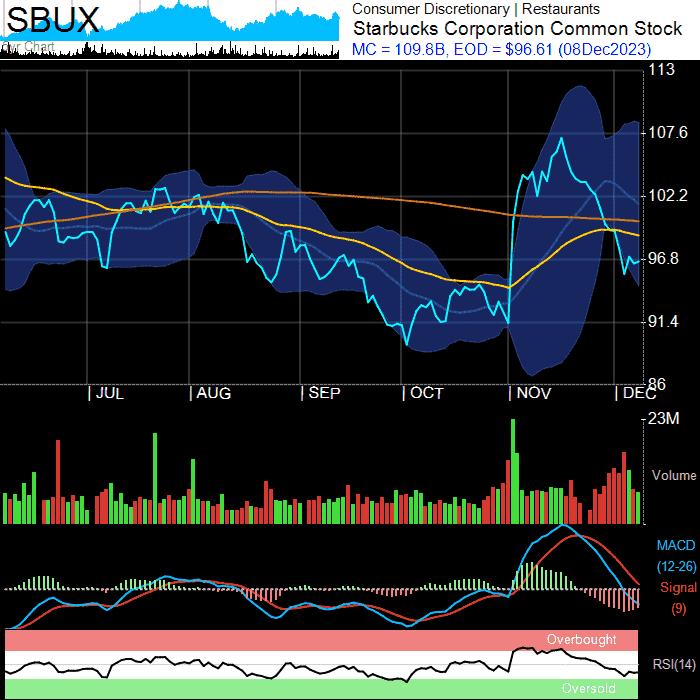 SBUX
Our Chart
Consumer Discretionary | Restaurants
Starbucks Corporation Common Stock
MC = 109.8B, EOD = $96.61 (08Dec2023)
113
107.6
102.2
96.8
91.4
86
| JUL | AUG | SEP | OCT | NOV | DEC
23M
Volume
MACD
(12-26)
Signal
(9)
Overbought
RSI(14)
Oversold